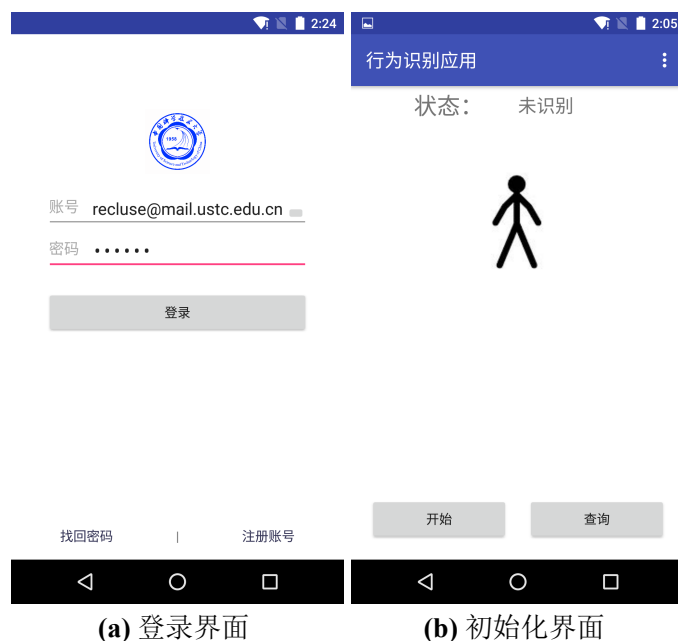 2:24
1958
账号 recluse@mail.ustc.edu.cn
密码 ••••••
登录
找回密码 | 注册账号
(a) 登录界面
2:05
行为识别应用
状态： 未识别
开始 查询
(b) 初始化界面